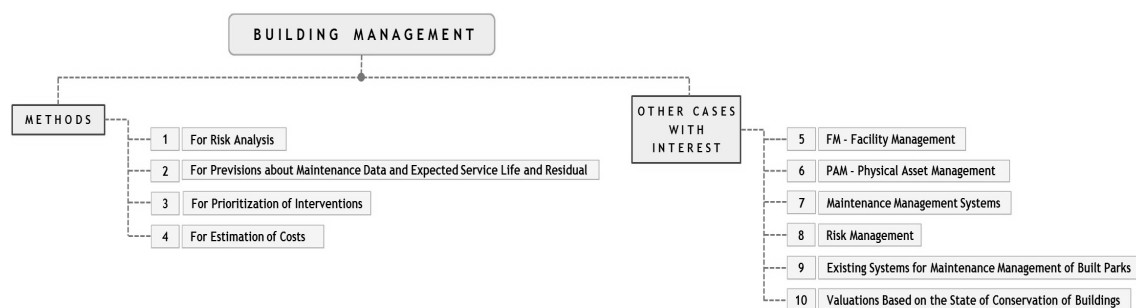 BUILDING MANAGEMENT
METHODS
1 For Risk Analysis
2 For Previsions about Maintenance Data and Expected Service Life and Residual
3 For Prioritization of Interventions
4 For Estimation of Costs
OTHER CASES
WITH
INTEREST
5 FM - Facility Management
6 PAM - Physical Asset Management
7 Maintenance Management Systems
8 Risk Management
9 Existing Systems for Maintenance Management of Built Parks
10 Valuations Based on the State of Conservation of Buildings